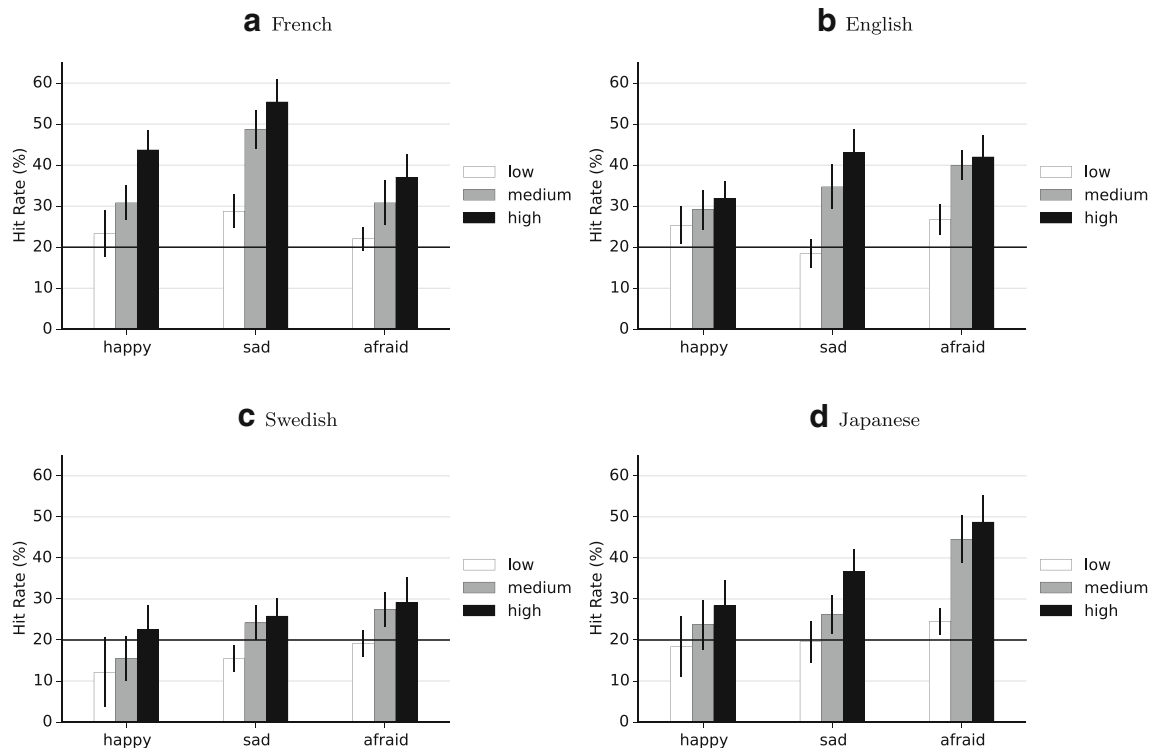 a French
Hit Rate (%)
60
50
40
30
20
10
0
happy sad afraid
low
medium
high
b English
Hit Rate (%)
60
50
40
30
20
10
0
happy sad afraid
low
medium
high
c Swedish
Hit Rate (%)
60
50
40
30
20
10
0
happy sad afraid
low
medium
high
d Japanese
Hit Rate (%)
60
50
40
30
20
10
0
happy sad afraid
low
medium
high